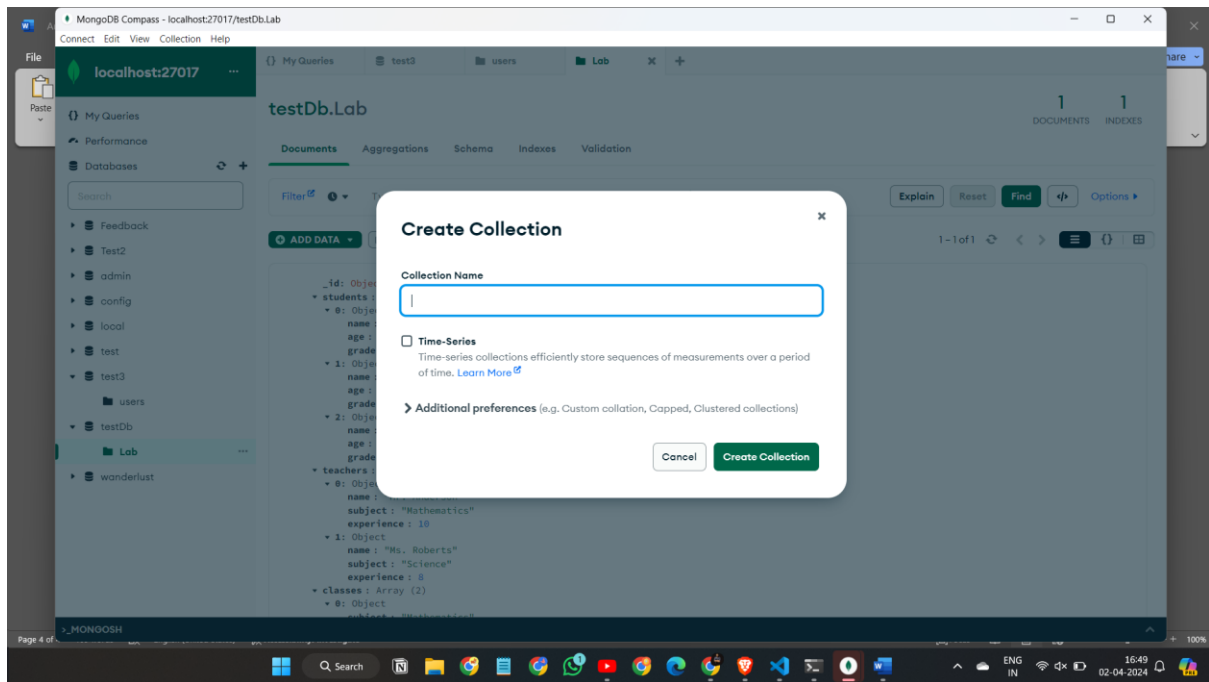 MongoDB Compass - localhost:27017/testDb.Lab
Connect Edit View Collection Help
File
Paste
localhost:27017 ...
{} My Queries
Performance
Databases
Search
Feedback
Test2
admin
config
local
test
test3
users
testDb
Lab ...
wanderlust
{} My Queries test3 users Lab
testDb.Lab
1 DOCUMENTS 1 INDEXES
Documents Aggregations Schema Indexes Validation
Filter Explain Reset Find </> Options
ADD DATA 1 - 1 of 1 {}
Create Collection
Collection Name
Time-Series
Time-series collections efficiently store sequences of measurements over a period
of time. Learn More
Additional preferences (e.g. Custom collation, Capped, Clustered collections)
Cancel Create Collection
_id:
students :
0:
name
age :
grade
1:
name
age :
grade
2:
name
age :
grade
teachers :
0:
name :
subject : "Mathematics"
experience : 10
1: Object
name : "Ms. Roberts"
subject : "Science"
experience : 8
classes : Array (2)
0: Object
>_MONGOSH
Page 4 of
100%
Search
ENG
IN
16:49
02-04-2024